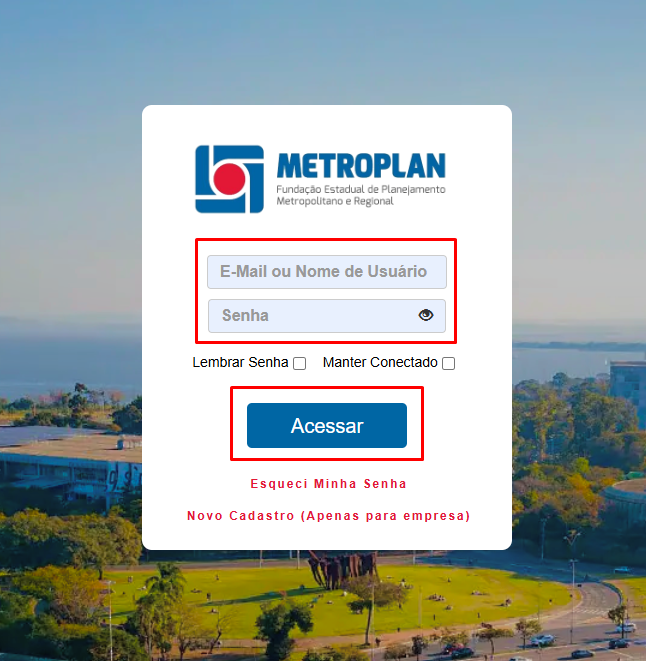 METROPLAN
Fundação Estadual de Planejamento
Metropolitano e Regional
E-Mail ou Nome de Usuário
Senha
Lembrar Senha Manter Conectado
Acessar
Esqueci Minha Senha
Novo Cadastro (Apenas para empresa)